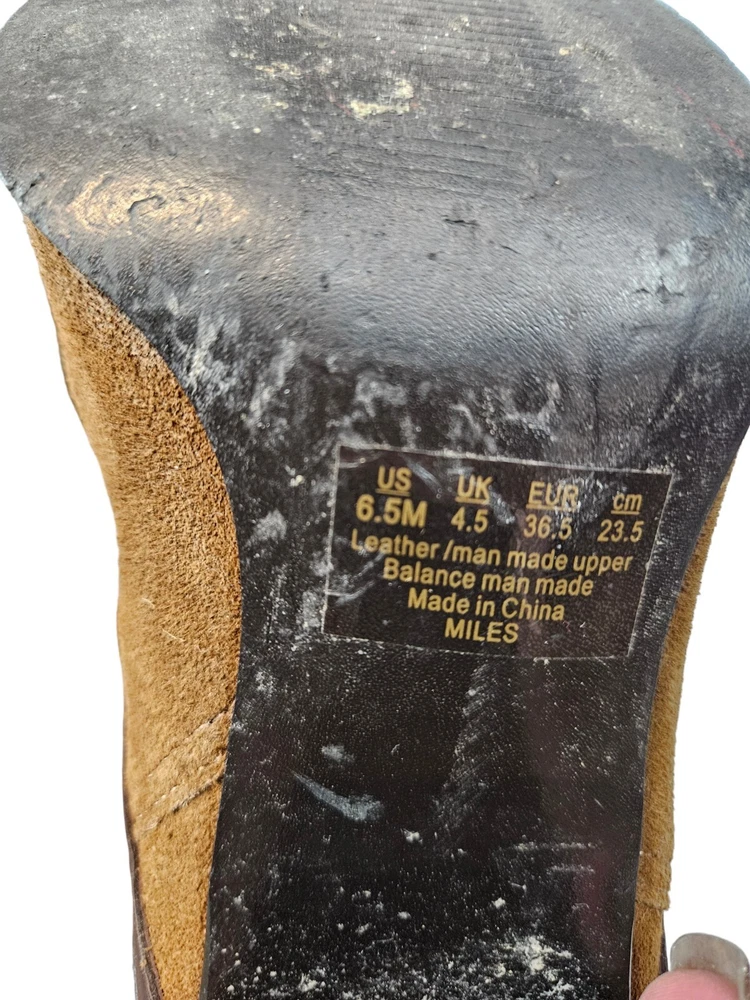 US UK EUR cm
6.5M 4.5 36.5 23.5
Leather /man made upper
Balance man made
Made in China
MILES